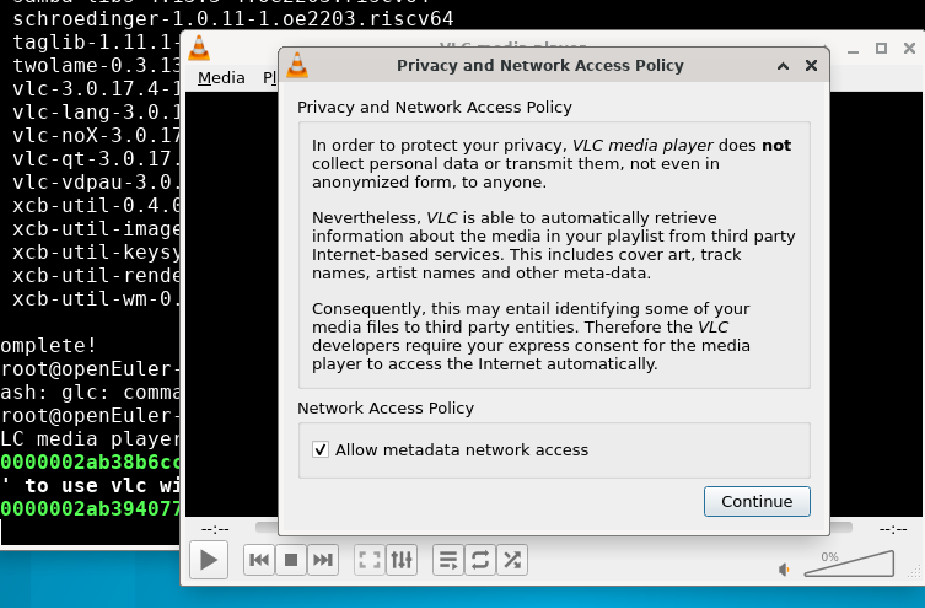 schroedinger-1.0.11-1.oe2203.riscv64
taglib-1.11.1-
twolame-0.3.13
vlc-3.0.17.4-1
vlc-lang-3.0.1
vlc-noX-3.0.17
vlc-qt-3.0.17.
vlc-vdpau-3.0.
xcb-util-0.4.0
xcb-util-image
xcb-util-keysy
xcb-util-rende
xcb-util-wm-0.
omplete!
root@openEuler-
ash: glc: comma
root@openEuler-
LC media player
0000002ab38b6cc
' to use vlc wi
0000002ab394077
Media Pl
Privacy and Network Access Policy
Privacy and Network Access Policy
In order to protect your privacy, VLC media player does not
collect personal data or transmit them, not even in
anonymized form, to anyone.
Nevertheless, VLC is able to automatically retrieve
information about the media in your playlist from third party
Internet-based services. This includes cover art, track
names, artist names and other meta-data.
Consequently, this may entail identifying some of your
media files to third party entities. Therefore the VLC
developers require your express consent for the media
player to access the Internet automatically.
Network Access Policy
Allow metadata network access
Continue
--:-- --:--
0%